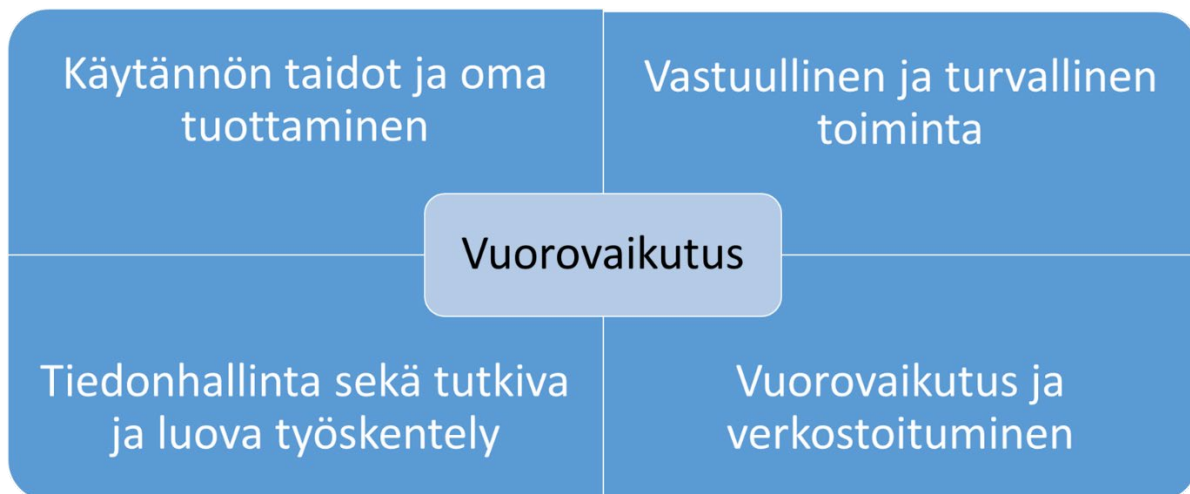 Käytännön taidot ja oma
tuottaminen
Vastuullinen ja turvallinen
toiminta
Vuorovaikutus
Tiedonhallinta sekä tutkiva
ja luova työskentely
Vuorovaikutus ja
verkostoituminen